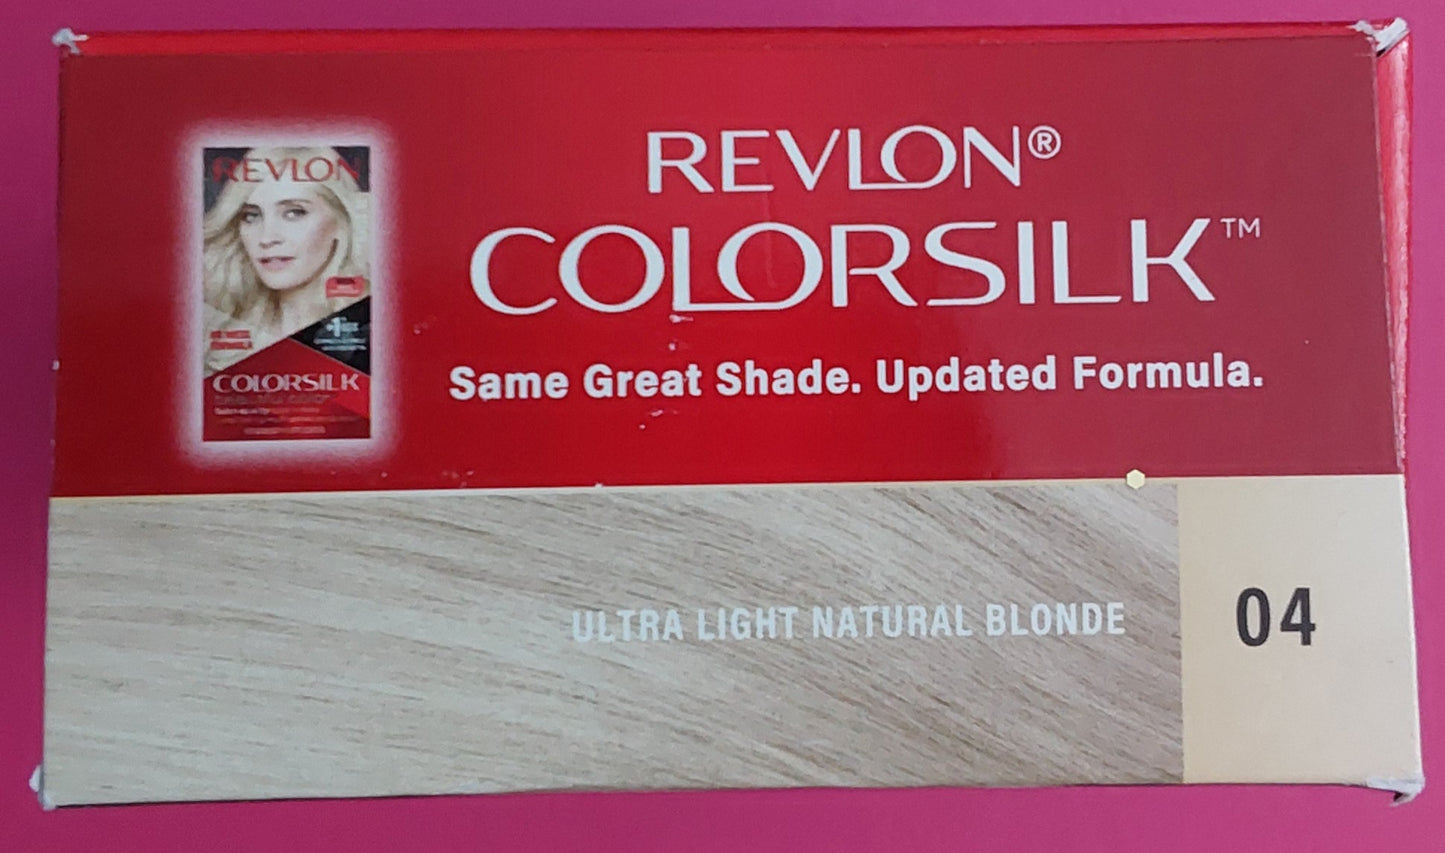 REVLON®
COLORSILK™
Same Great Shade. Updated Formula.
REVLON
COLORSILK
ULTRA LIGHT NATURAL BLONDE
04